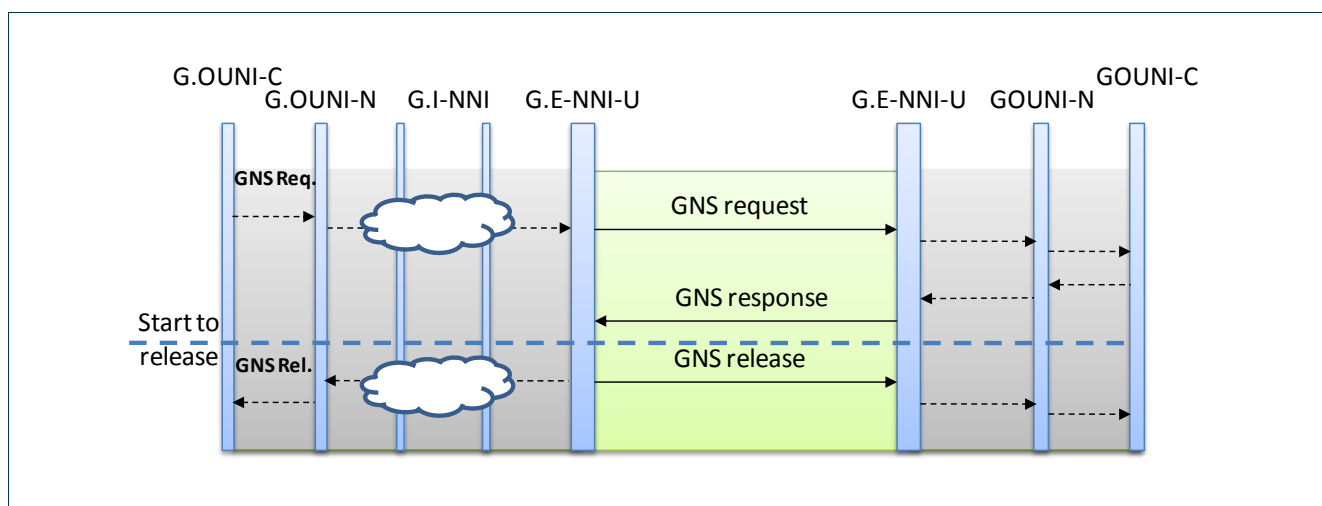 G.OUNI-C
G.OUNI-N
G.I-NNI
G.E-NNI-U
G.E-NNI-U
GOUNI-N
GOUNI-C
GNS Req.
GNS request
GNS response
Start to
release
GNS Rel.
GNS release